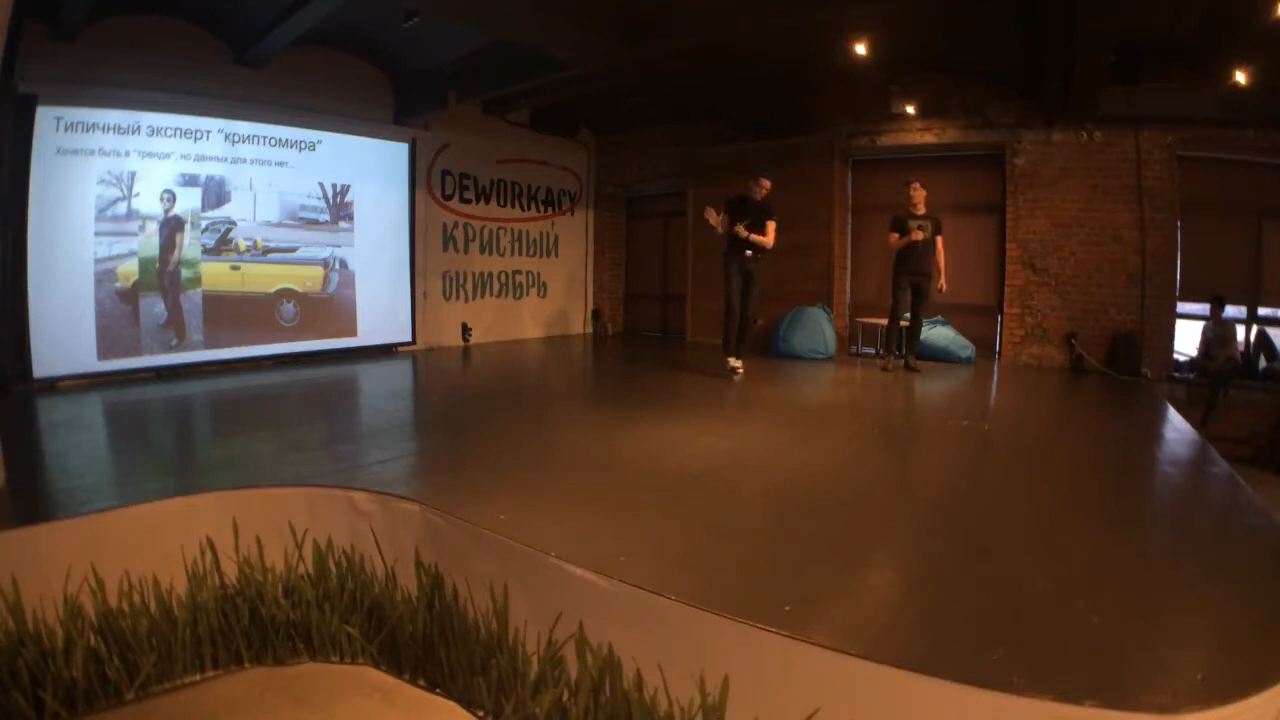 Типичный эксперт “криптомира“
Хочется быть в "тренде", но данных для этого нет...
DEWORKACY
КРАСНЫЙ
ОКТЯБРЬ